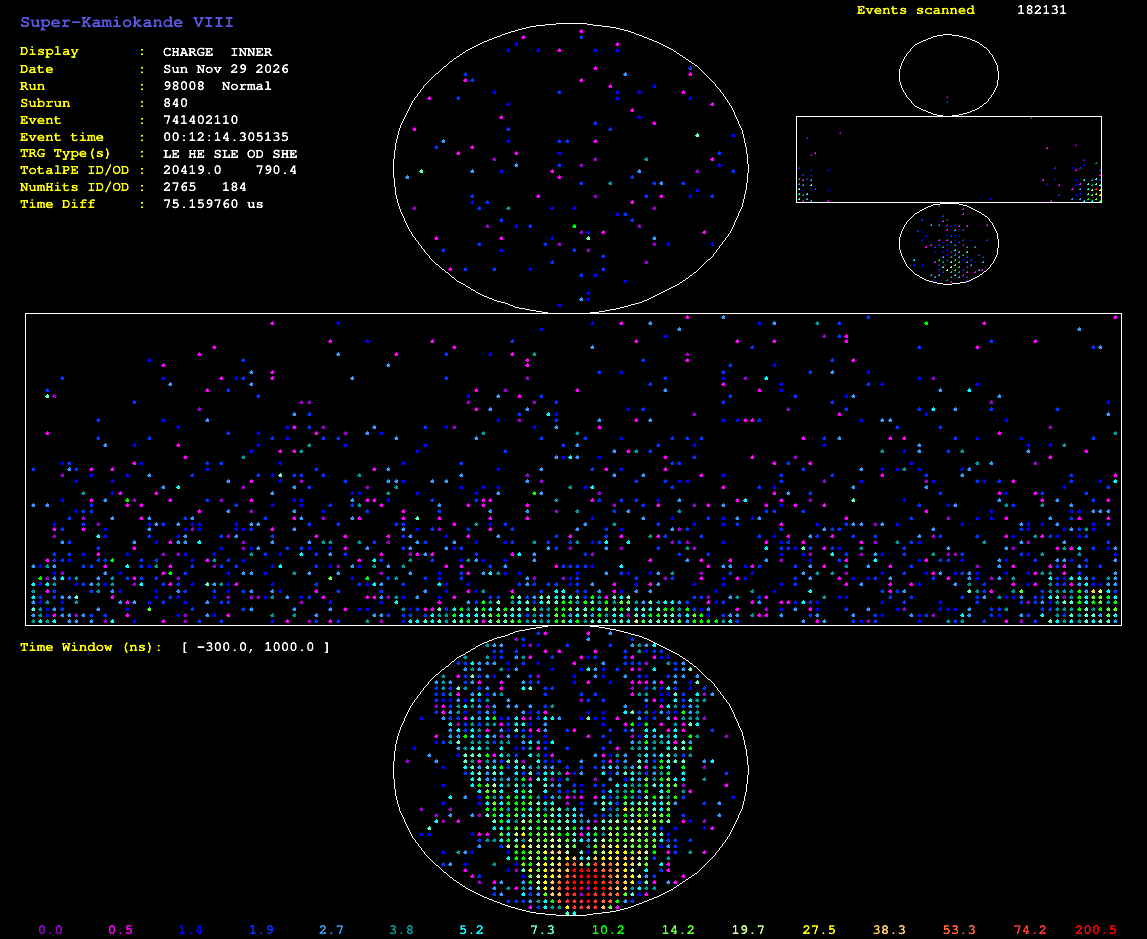 Super-Kamiokande VIII
Events scanned 182131
Display : CHARGE INNER
Date : Sun Nov 29 2026
Run : 98008 Normal
Subrun : 840
Event : 741402110
Event time : 00:12:14.305135
TRG Type(s) : LE HE SLE OD SHE
TotalPE ID/OD : 20419.0 790.4
NumHits ID/OD : 2765 184
Time Diff : 75.159760 us
Time Window (ns): [ -300.0, 1000.0 ]
0.0 0.5 1.4 1.9 2.7 3.8 5.2 7.3 10.2 14.2 19.7 27.5 38.3 53.3 74.2 200.5